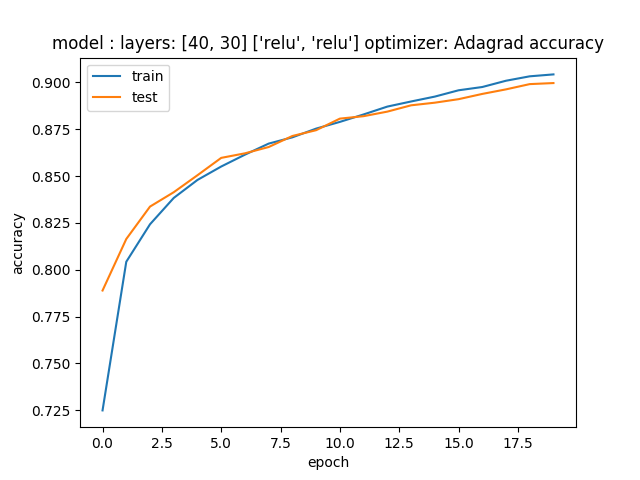 model : layers: [40, 30] ['relu', 'relu'] optimizer: Adagrad accuracy
train
test
0.900
0.875
0.850
0.825
0.800
0.775
0.750
0.725
accuracy
0.0 2.5 5.0 7.5 10.0 12.5 15.0 17.5
epoch